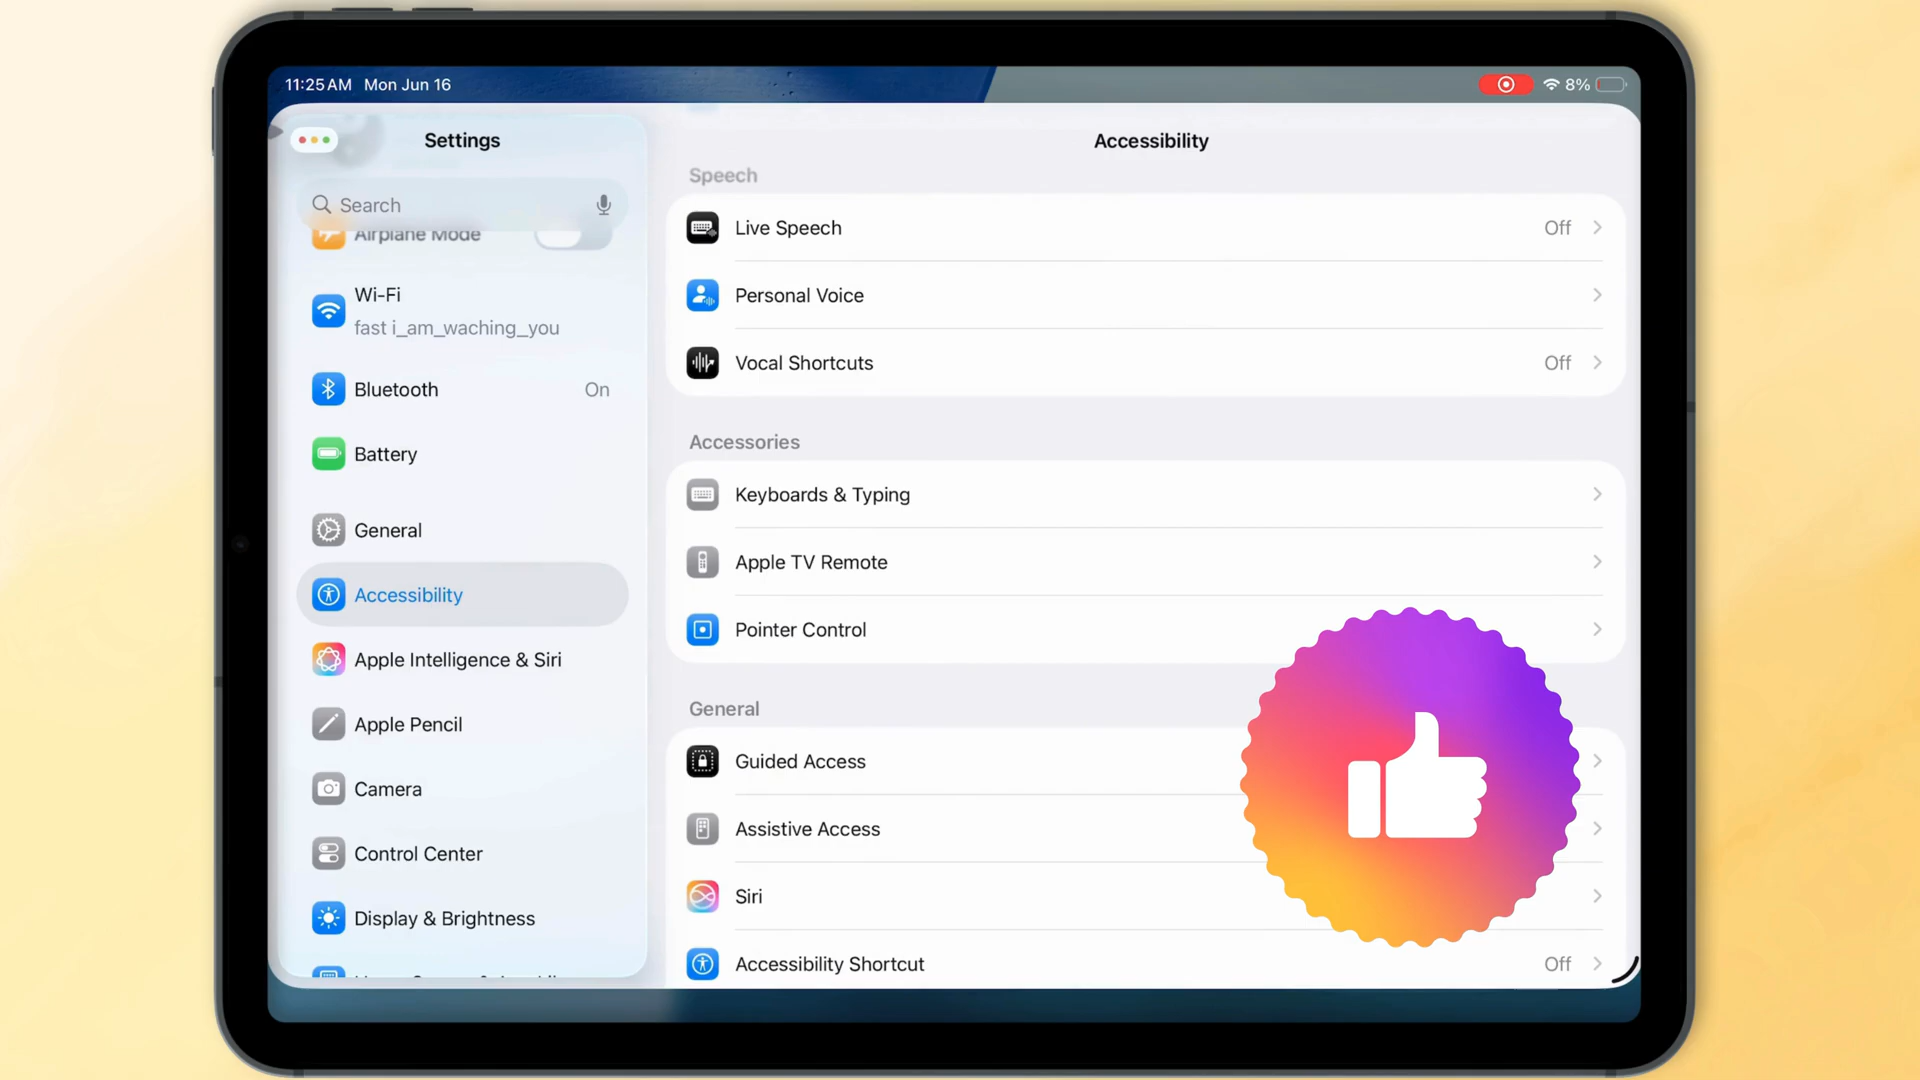 11:25 AM Mon Jun 16
8%
Settings
Search
Airplane Mode
Wi-Fi
fast i_am_waching_you
Bluetooth On
Battery
General
Accessibility
Apple Intelligence & Siri
Apple Pencil
Camera
Control Center
Display & Brightness
Accessibility
Speech
Live Speech Off
Personal Voice
Vocal Shortcuts Off
Accessories
Keyboards & Typing
Apple TV Remote
Pointer Control
General
Guided Access
Assistive Access
Siri
Accessibility Shortcut Off